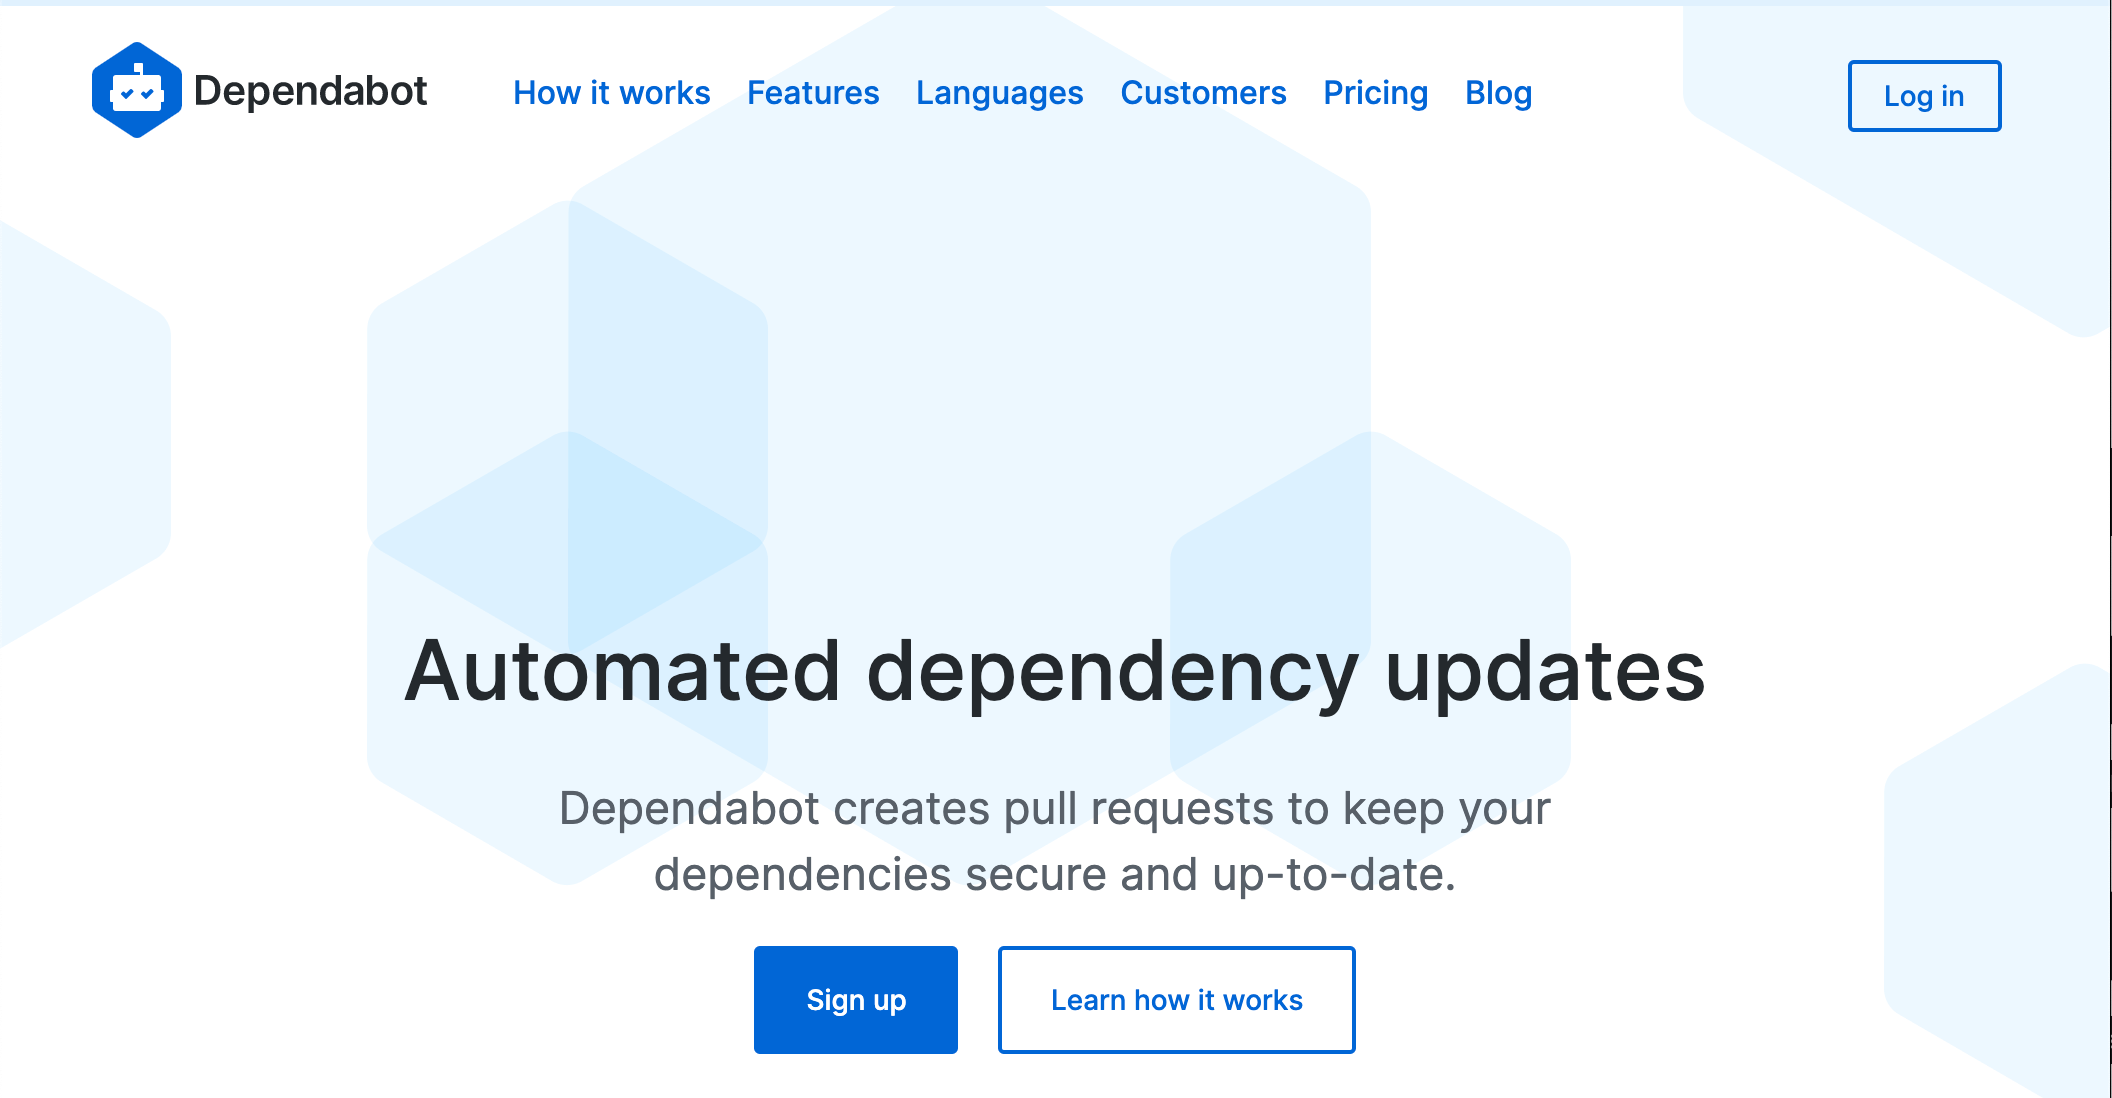 Dependabot
How it works Features Languages Customers Pricing Blog
Log in
Automated dependency updates
Dependabot creates pull requests to keep your
dependencies secure and up-to-date.
Sign up
Learn how it works